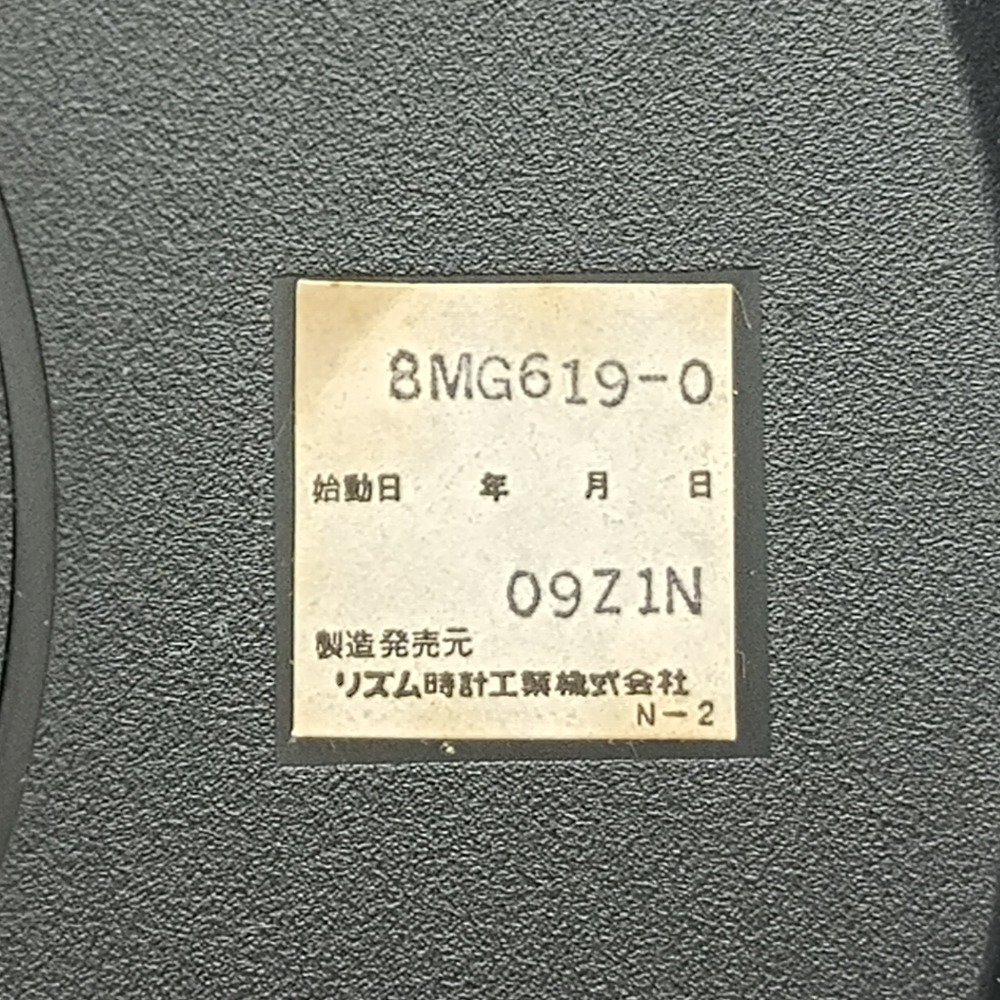 8MG619-0
始動日 年 月 日
09Z1N
製造発売元
リズム時計工業株式会社
N-2